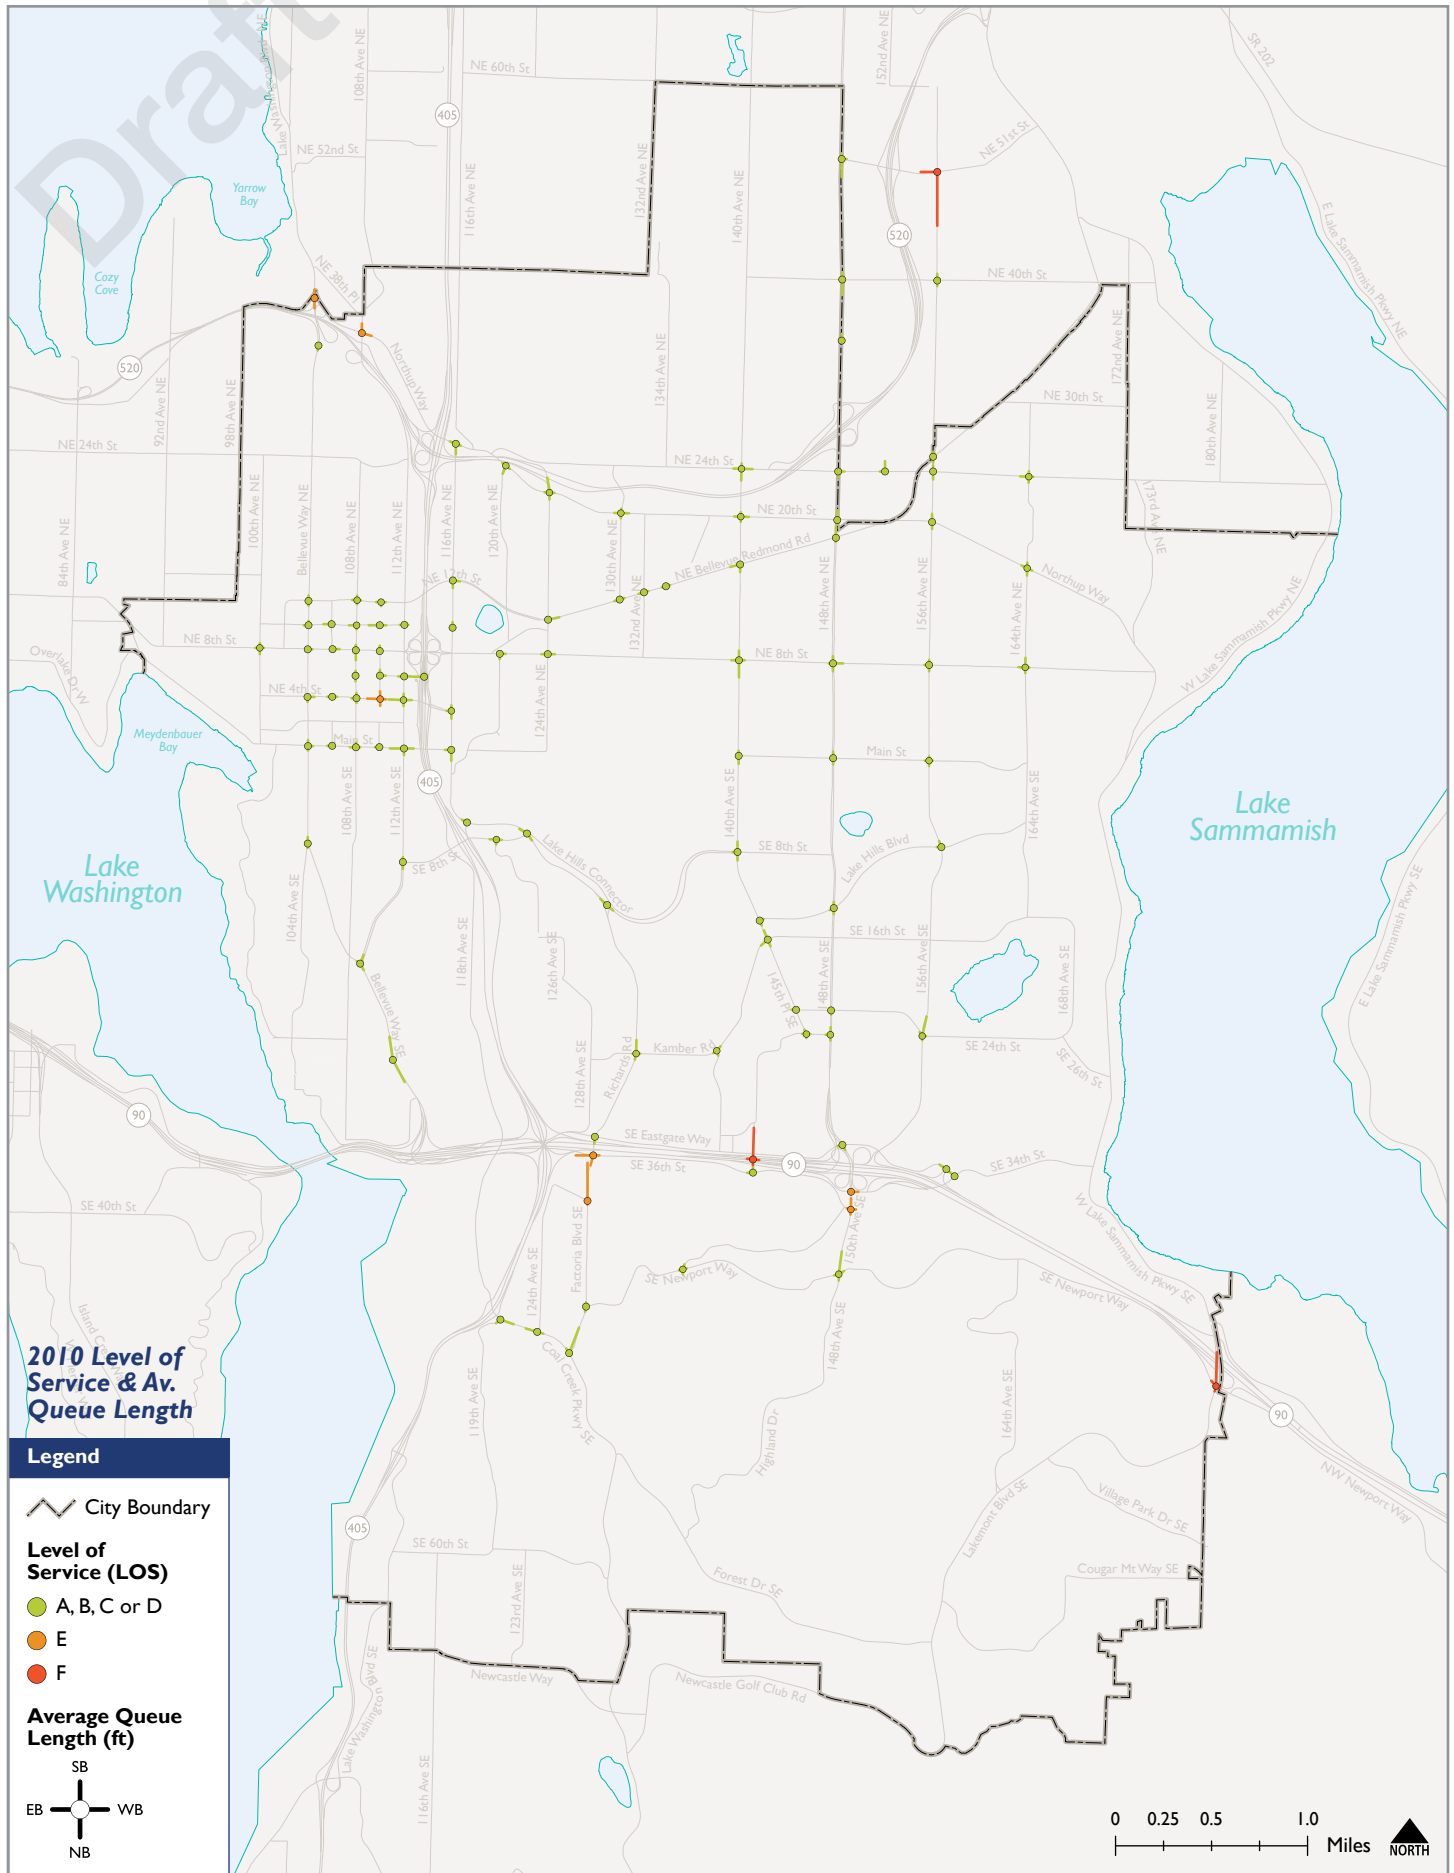 Draft
NE 60th St
152nd Ave NE
SR 202
108th Ave NE
405
Lake Washington Blvd NE
NE 52nd St
NE 51st St
132nd Ave NE
140th Ave NE
116th Ave NE
Yarrow
Bay
520
E Lake Sammamish Pkwy NE
Cozy
Cove
NE 38th Pl
NE 40th St
172nd Ave NE
520
Northup Way
134th Ave NE
92nd Ave NE
98th Ave NE
NE 30th St
180th Ave NE
NE 24th St
NE 24th St
100th Ave NE
Bellevue Way NE
108th Ave NE
112th Ave NE
116th Ave NE
120th Ave NE
NE 20th St
173rd Ave NE
84th Ave NE
130th Ave NE
NE Bellevue Redmond Rd
NE 12th St
132nd Ave NE
148th Ave NE
156th Ave NE
164th Ave NE
Northup Way
W Lake Sammamish Pkwy NE
NE 8th St
NE 8th St
Overlake Dr W
NE 4th St
124th Ave NE
Meydenbauer
Bay
Main St
Main St
405
108th Ave SE
112th Ave SE
140th Ave SE
164th Ave SE
Lake
Sammamish
Lake
Washington
SE 8th St
Lake Hills Connector
SE 8th St
Lake Hills Blvd
104th Ave SE
118th Ave SE
126th Ave SE
SE 16th St
148th Ave SE
156th Ave SE
168th Ave SE
E Lake Sammamish Pkwy SE
Bellevue Way SE
145th Pl SE
128th Ave SE
Richards Rd
Kamber Rd
SE 24th St
SE 26th St
90
SE Eastgate Way
SE 36th St
90
SE 34th St
SE 40th St
W Lake Sammamish Pkwy SE
150th Ave SE
Factoria Blvd SE
124th Ave SE
SE Newport Way
SE Newport Way
148th Ave SE
Coal Creek Pkwy SE
119th Ave SE
164th Ave SE
Highland Dr
90
NW Newport Way
Village Park Dr SE
Lakemont Blvd SE
Cougar Mt Way SE
405
SE 60th St
Forest Dr SE
123rd Ave SE
Newcastle Way
Newcastle Golf Club Rd
Lake Washington Blvd SE
116th Ave SE
2010 Level of
Service & Av.
Queue Length
Legend
City Boundary
Level of
Service (LOS)
A, B, C or D
E
F
Average Queue
Length (ft)
SB
EB
WB
NB
0 0.25 0.5 1.0
Miles
NORTH